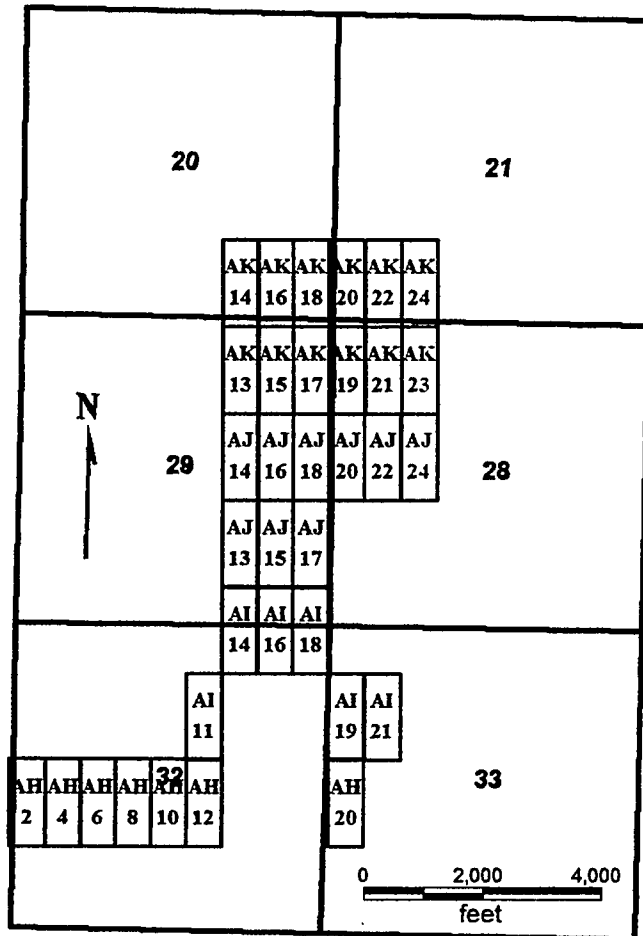 20 21
AK AK AK AK AK AK
14 16 18 20 22 24
AK AK AK AK AK AK
13 15 17 19 21 23
N
AJ AJ AJ AJ AJ AJ
14 16 18 20 22 24
29 28
AJ AJ AJ
13 15 17
AI AI AI
14 16 18
AI AI AI
11 19 21
32 33
AH AH AH AH AH AH AH
2 4 6 8 10 12 20
0 2,000 4,000
feet